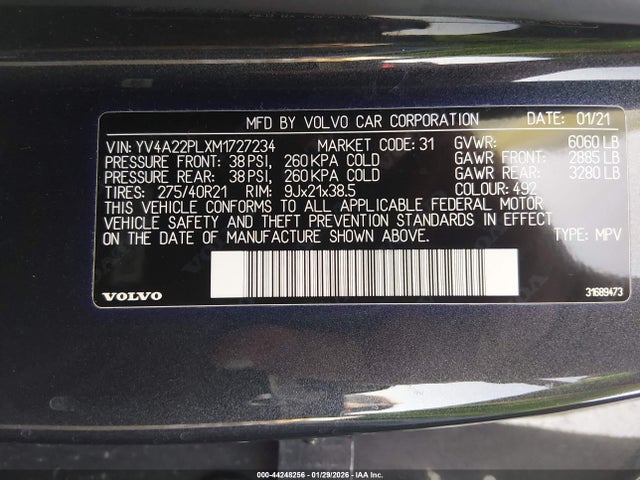 MFD BY VOLVO CAR CORPORATION DATE: 01/21
VIN: YV4A22PLXM1727234 MARKET CODE: 31 GVWR: 6060 LB
PRESSURE FRONT: 38 PSI, 260 KPA COLD GAWR FRONT: 2885 LB
PRESSURE REAR: 38 PSI, 260 KPA COLD GAWR REAR: 3280 LB
TIRES: 275/40R21 RIM: 9Jx21x38.5 COLOUR: 492
THIS VEHICLE CONFORMS TO ALL APPLICABLE FEDERAL MOTOR
VEHICLE SAFETY AND THEFT PREVENTION STANDARDS IN EFFECT
ON THE DATE OF MANUFACTURE SHOWN ABOVE. TYPE: MPV
VOLVO 31689473
000-44248256 - 01/29/2026 - IAA Inc.